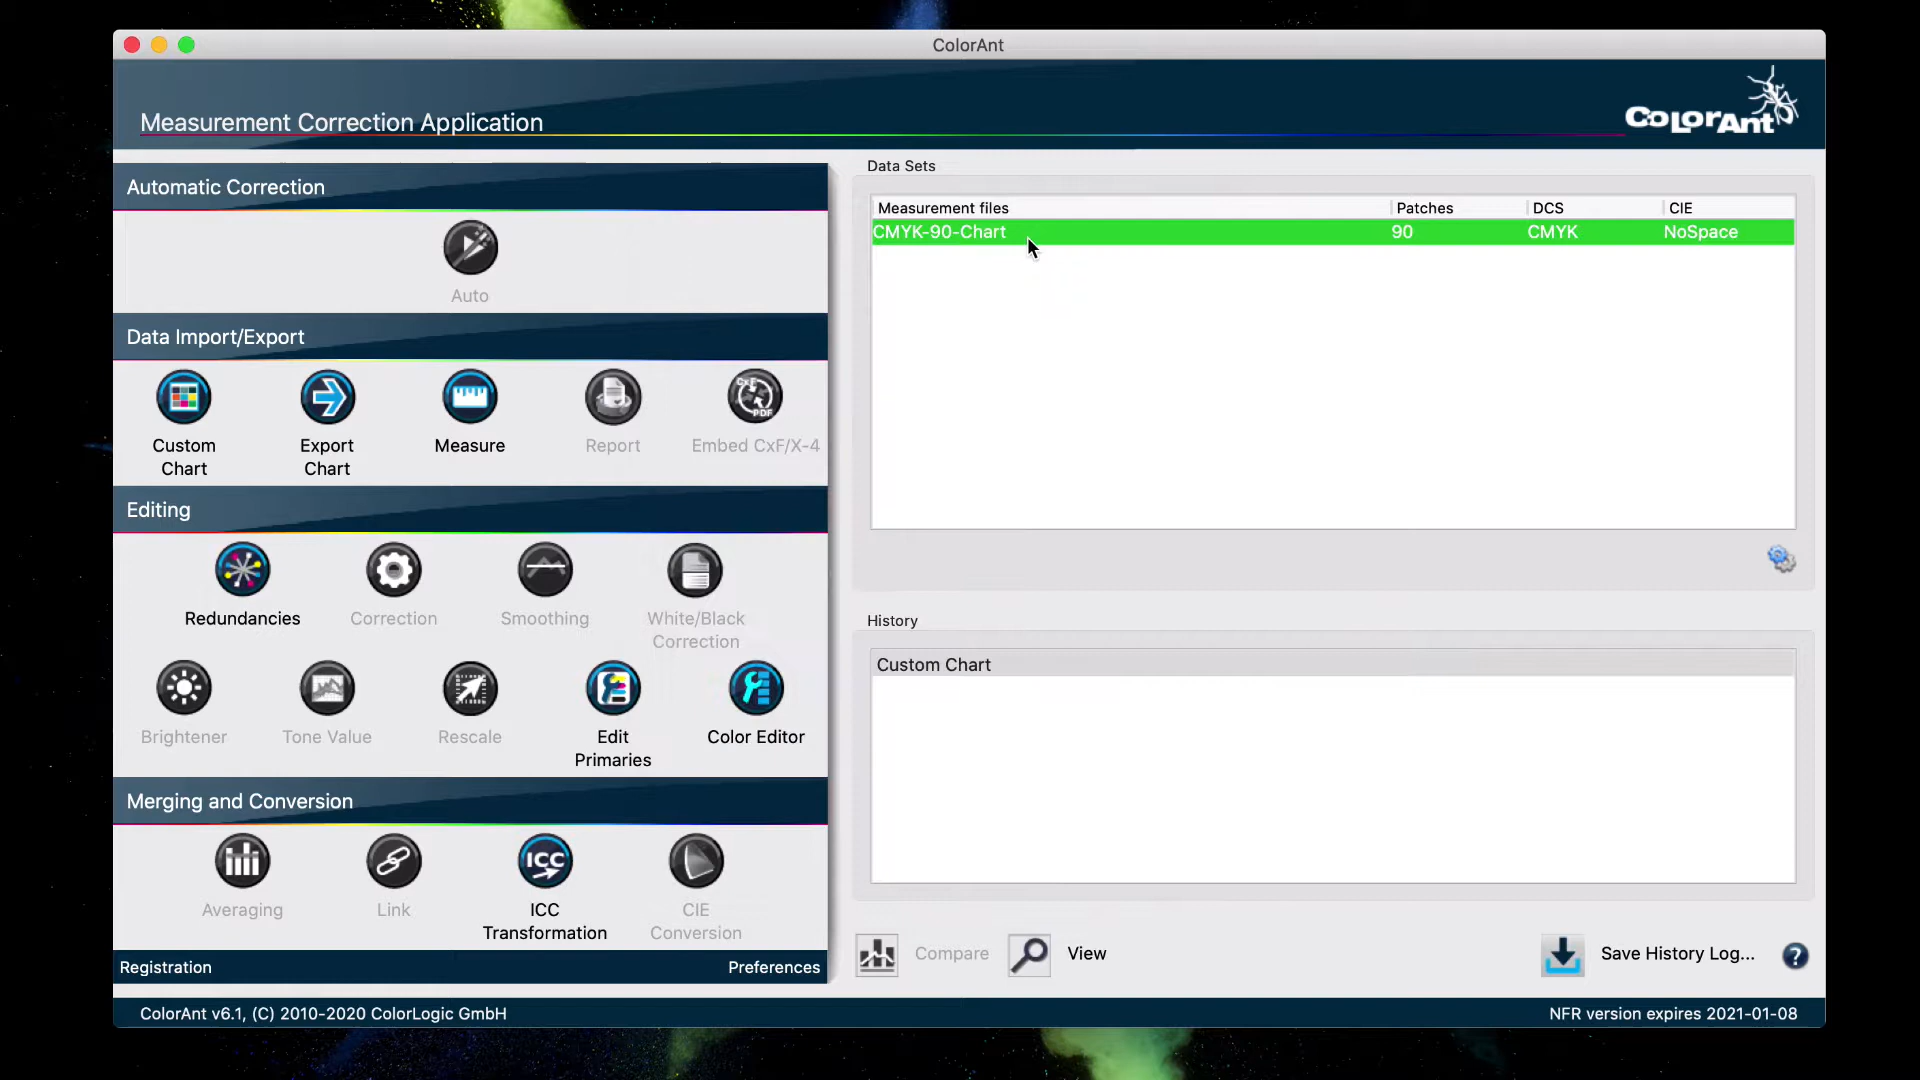 ColorAnt
Measurement Correction Application
ColorAnt
Automatic Correction
Auto
Data Import/Export
Custom
Chart
Export
Chart
Measure
Report
CxF
PDF
Embed CxF/X-4
Editing
Redundancies
Correction
Smoothing
White/Black
Correction
Brightener
Tone Value
Rescale
Edit
Primaries
Color Editor
Merging and Conversion
Averaging
Link
ICC
ICC
Transformation
CIE
Conversion
Registration
Preferences
Data Sets
Measurement files Patches DCS CIE
CMYK-90-Chart 90 CMYK NoSpace
History
Custom Chart
Compare
View
Save History Log...
?
ColorAnt v6.1, (C) 2010-2020 ColorLogic GmbH
NFR version expires 2021-01-08